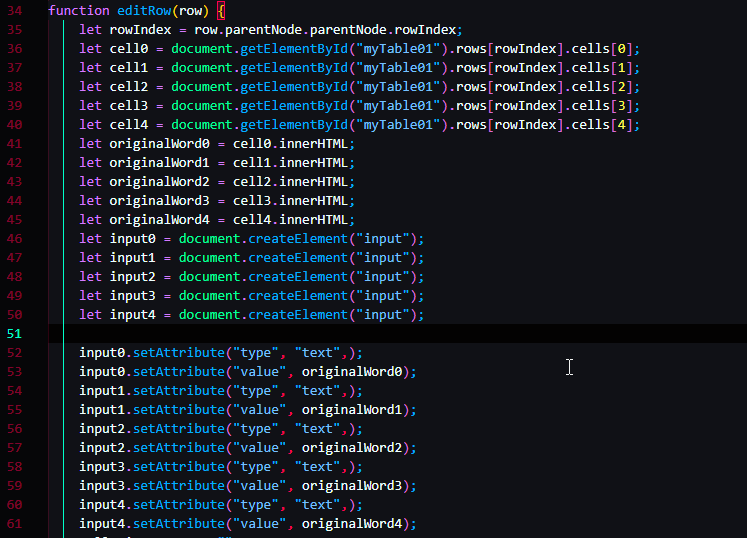 34 function editRow(row) {
35 let rowIndex = row.parentNode.parentNode.rowIndex;
36 let cell0 = document.getElementById("myTable01").rows[rowIndex].cells[0];
37 let cell1 = document.getElementById("myTable01").rows[rowIndex].cells[1];
38 let cell2 = document.getElementById("myTable01").rows[rowIndex].cells[2];
39 let cell3 = document.getElementById("myTable01").rows[rowIndex].cells[3];
40 let cell4 = document.getElementById("myTable01").rows[rowIndex].cells[4];
41 let originalWord0 = cell0.innerHTML;
42 let originalWord1 = cell1.innerHTML;
43 let originalWord2 = cell2.innerHTML;
44 let originalWord3 = cell3.innerHTML;
45 let originalWord4 = cell4.innerHTML;
46 let input0 = document.createElement("input");
47 let input1 = document.createElement("input");
48 let input2 = document.createElement("input");
49 let input3 = document.createElement("input");
50 let input4 = document.createElement("input");
51
52 input0.setAttribute("type", "text",);
53 input0.setAttribute("value", originalWord0);
54 input1.setAttribute("type", "text",);
55 input1.setAttribute("value", originalWord1);
56 input2.setAttribute("type", "text",);
57 input2.setAttribute("value", originalWord2);
58 input3.setAttribute("type", "text",);
59 input3.setAttribute("value", originalWord3);
60 input4.setAttribute("type", "text",);
61 input4.setAttribute("value", originalWord4);